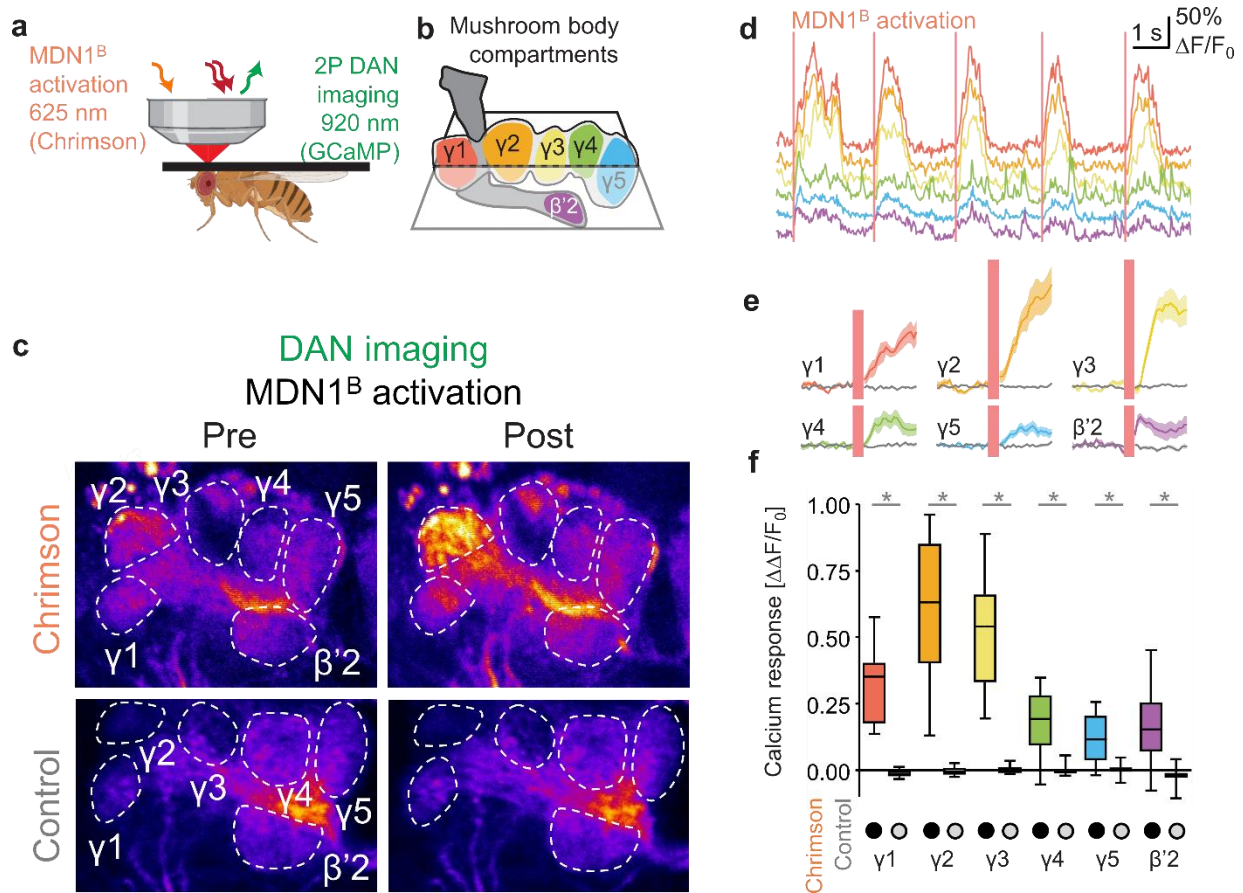 a
MDN1ᴮ
activation
625 nm
(Chrimson)
2P DAN
imaging
920 nm
(GCaMP)
b
Mushroom body
compartments
γ1
γ2
γ3
γ4
γ5
β'2
c
DAN imaging
MDN1ᴮ activation
Pre
Post
Chrimson
γ2
γ3
γ4
γ5
γ1
β'2
Control
γ2
γ3
γ4
γ5
γ1
β'2
d
MDN1ᴮ activation
1 s
50%
ΔF/F₀
e
γ1
γ2
γ3
γ4
γ5
β'2
f
Calcium response [ΔΔF/F₀]
1.00
0.75
0.50
0.25
0.00
* * * * * *
Chrimson
Control
γ1 γ2 γ3 γ4 γ5 β'2